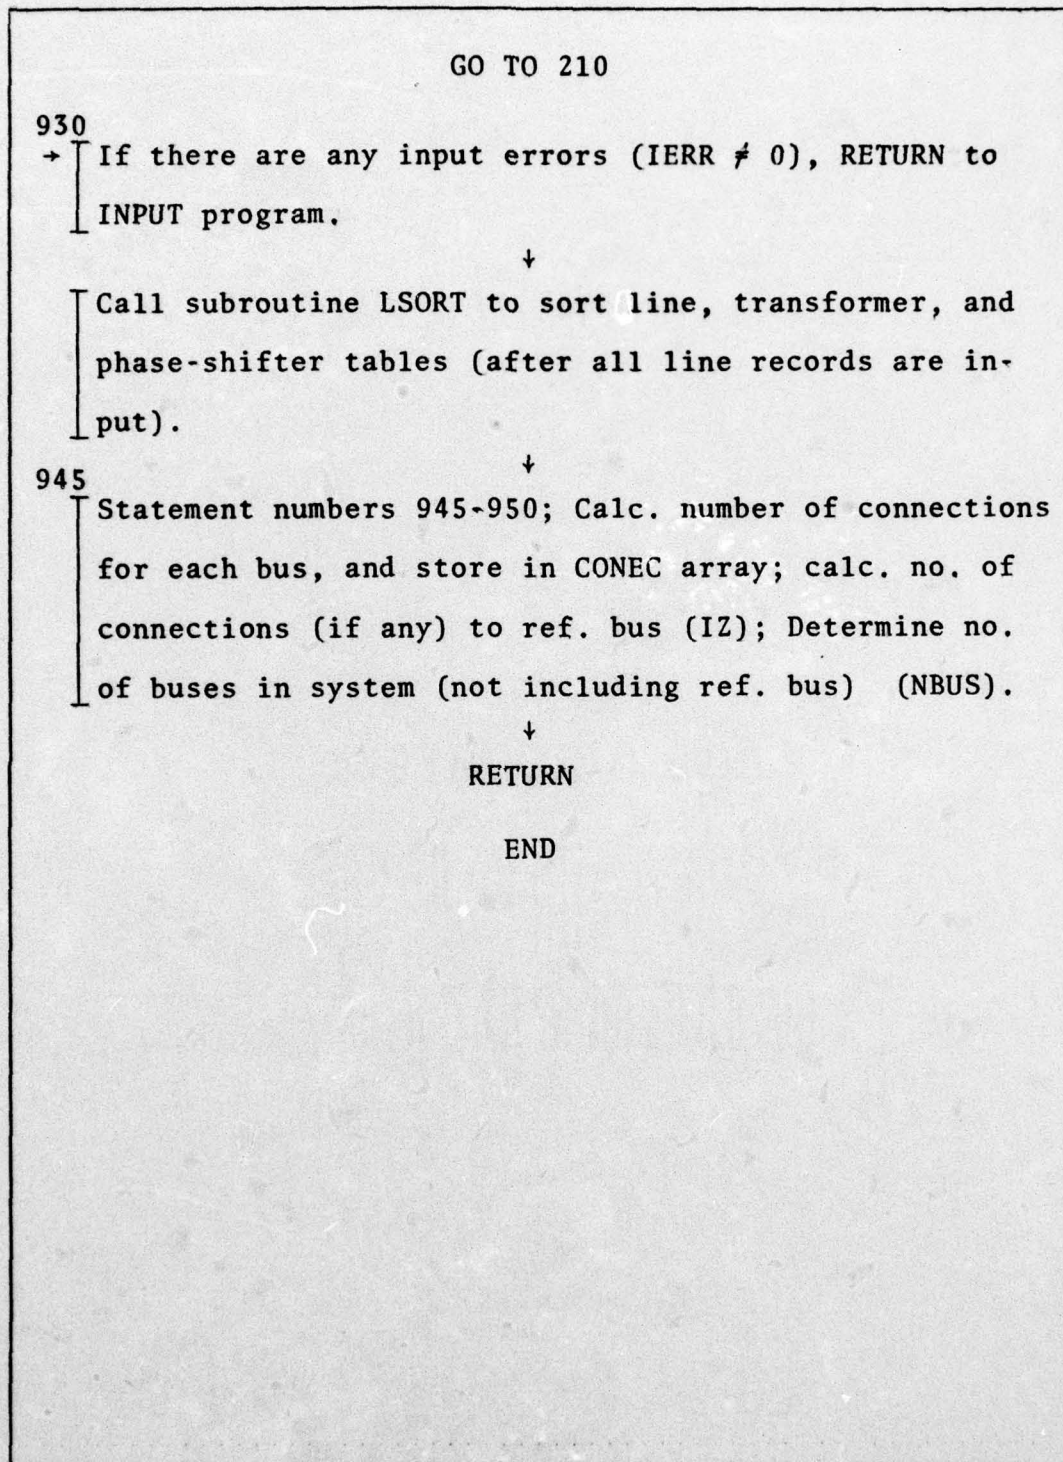 GO TO 210
930
→ If there are any input errors (IERR ≠ 0), RETURN to
INPUT program.
↓
Call subroutine LSORT to sort line, transformer, and
phase-shifter tables (after all line records are in-
put).
↓
945
Statement numbers 945-950; Calc. number of connections
for each bus, and store in CONEC array; calc. no. of
connections (if any) to ref. bus (IZ); Determine no.
of buses in system (not including ref. bus) (NBUS).
↓
RETURN
END